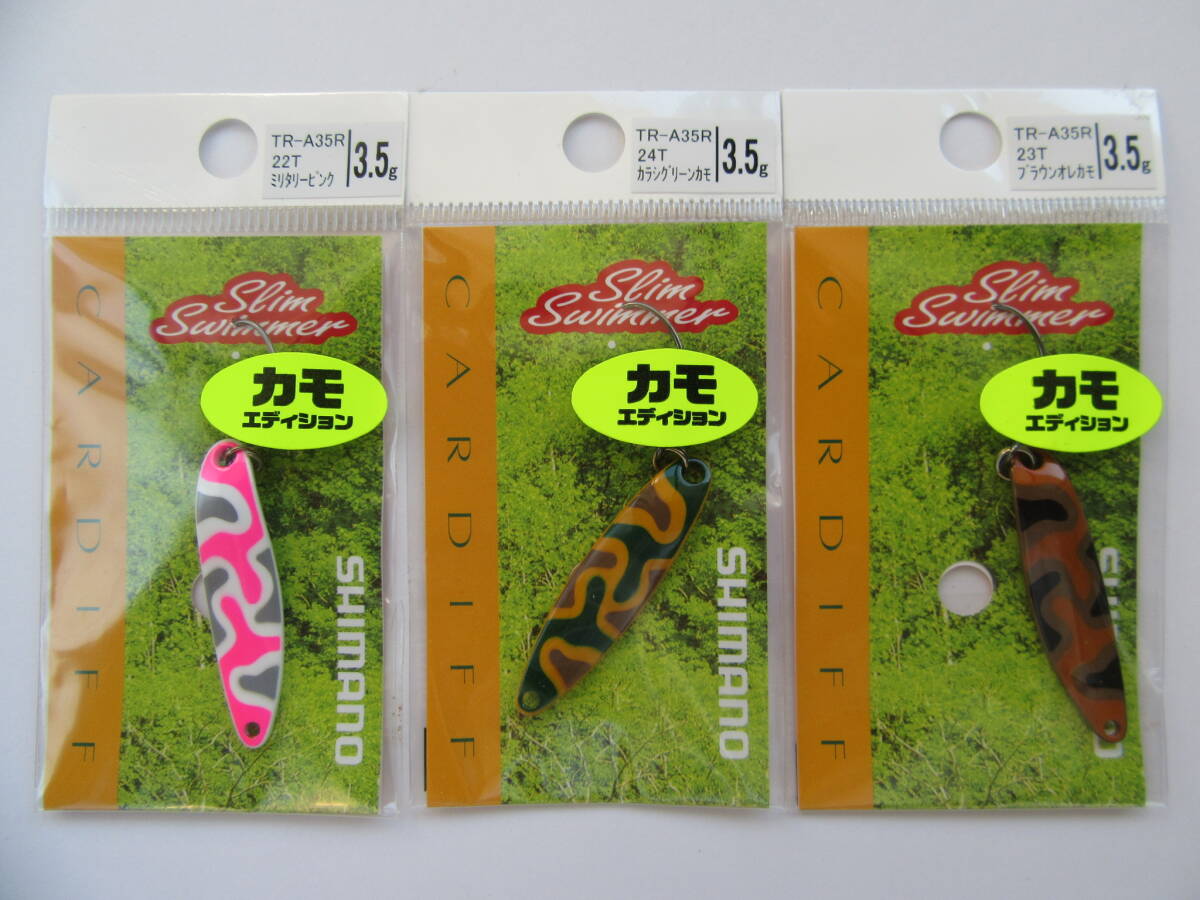 TR-A35R
22T
ミリタリーピンク
3.5g
Slim
Swimmer
カモ
エディション
CARDIFF
SHIMANO
TR-A35R
24T
カラシグリーンカモ
3.5g
Slim
Swimmer
カモ
エディション
CARDIFF
SHIMANO
TR-A35R
23T
ブラウンオレカモ
3.5g
Slim
Swimmer
カモ
エディション
CARDIFF
SHIMANO